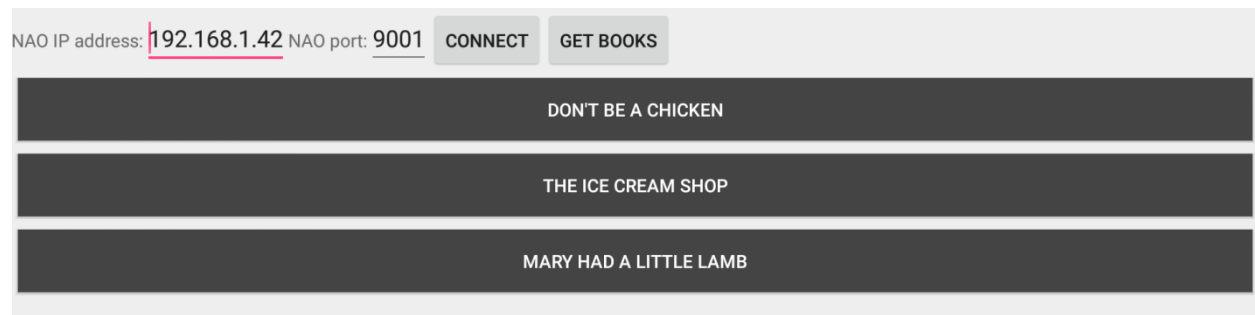 NAO IP address: 192.168.1.42 NAO port: 9001 CONNECT GET BOOKS
DON'T BE A CHICKEN
THE ICE CREAM SHOP
MARY HAD A LITTLE LAMB